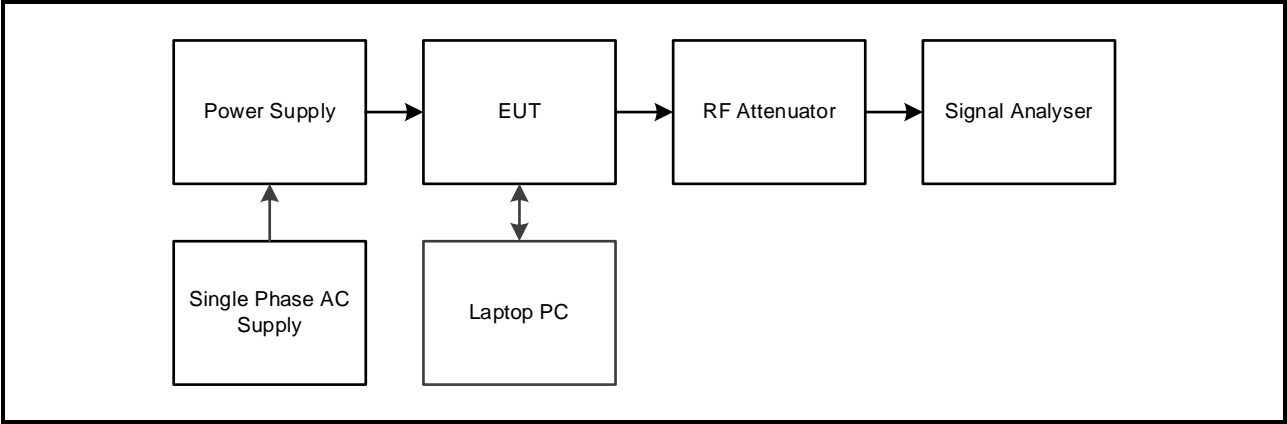 Power Supply
EUT
RF Attenuator
Signal Analyser
Single Phase AC
Supply
Laptop PC